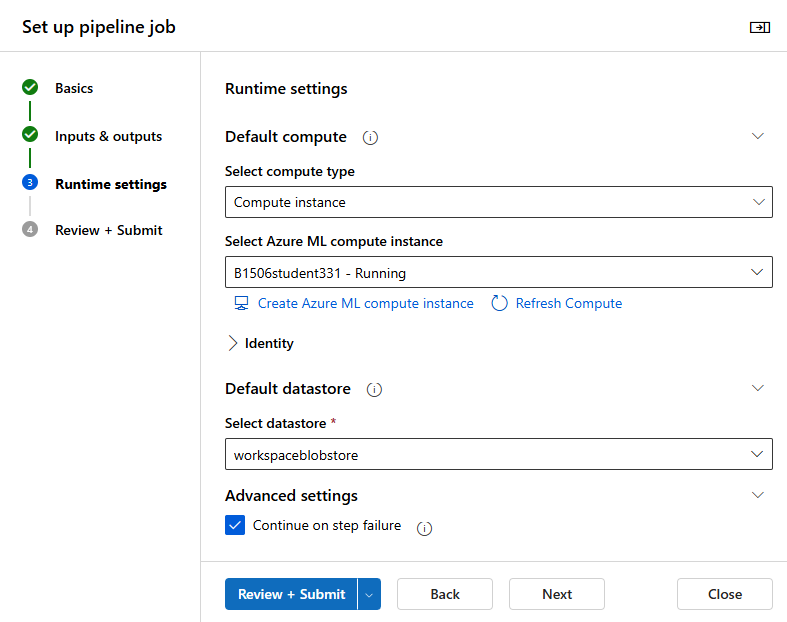 Set up pipeline job
Basics
Inputs & outputs
3 Runtime settings
4 Review + Submit
Runtime settings
Default compute
Select compute type
Compute instance
Select Azure ML compute instance
B1506student331 - Running
Create Azure ML compute instance Refresh Compute
Identity
Default datastore
Select datastore *
workspaceblobstore
Advanced settings
Continue on step failure
Review + Submit Back Next Close